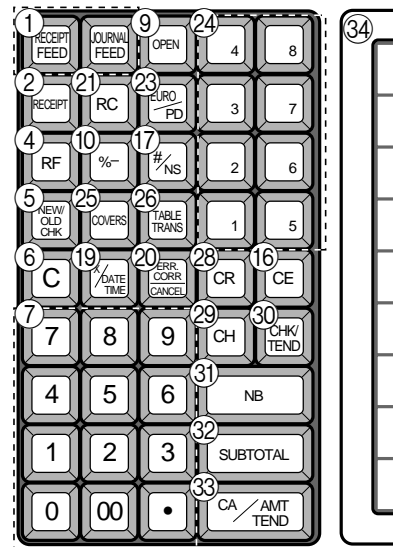 ① ⑨ ㉔ ㉞
RECEIPT FEED JOURNAL FEED OPEN 4 8
② ㉑ ㉓
RECEIPT RC EURO/PD 3 7
④ ⑩ ⑰
RF %− #/NS 2 6
⑤ ㉕ ㉖
NEW/ OLD CHK COVERS TABLE TRANS 1 5
⑥ ⑲ ⑳ ㉘ ⑯
C X/DATE TIME ERR. CORR CANCEL CR CE
⑦ ㉙ ㉚
7 8 9 CH CHK/ TEND
㉛
4 5 6 NB
㉜
1 2 3 SUBTOTAL
㉝
0 00 • CA/AMT TEND